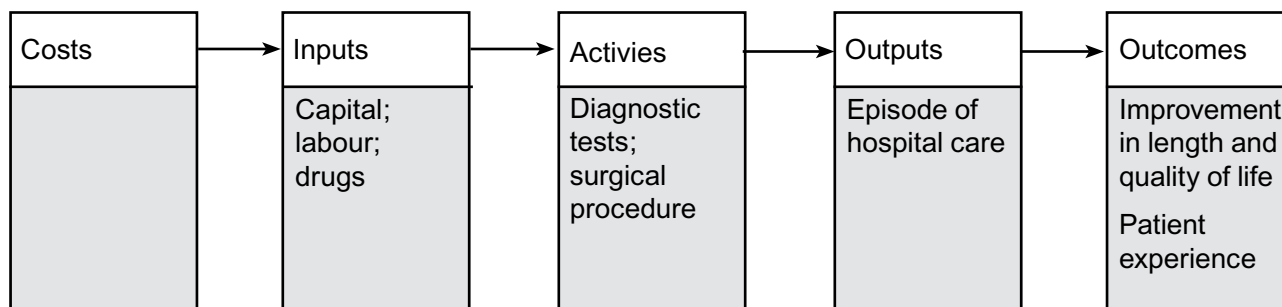 Costs
Inputs
Capital;
labour;
drugs
Activies
Diagnostic
tests;
surgical
procedure
Outputs
Episode of
hospital care
Outcomes
Improvement
in length and
quality of life
Patient
experience